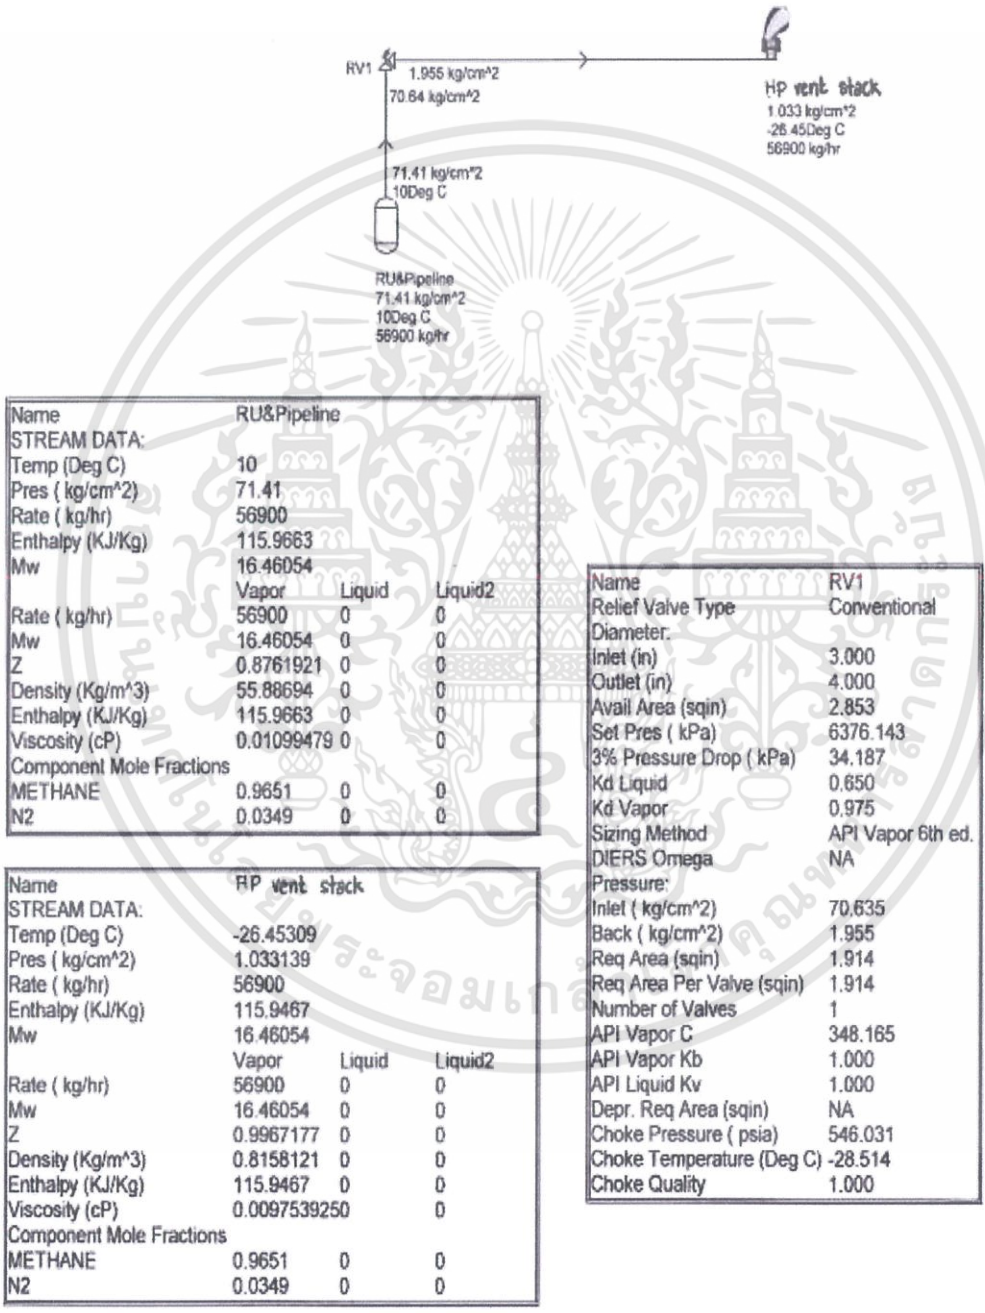 RV1
1.955 kg/cm^2
70.64 kg/cm^2
HP vent stack
1.033 kg/cm^2
-26.45Deg C
56900 kg/hr
71.41 kg/cm^2
10Deg C
RU&Pipeline
71.41 kg/cm^2
10Deg C
56900 kg/hr
Name RU&Pipeline
STREAM DATA:
Temp (Deg C) 10
Pres ( kg/cm^2) 71.41
Rate ( kg/hr) 56900
Enthalpy (KJ/Kg) 115.9663
Mw 16.46054
Vapor Liquid Liquid2
Rate ( kg/hr) 56900 0 0
Mw 16.46054 0 0
Z 0.8761921 0 0
Density (Kg/m^3) 55.88694 0 0
Enthalpy (KJ/Kg) 115.9663 0 0
Viscosity (cP) 0.01099479 0 0
Component Mole Fractions
METHANE 0.9651 0 0
N2 0.0349 0 0
Name HP vent stack
STREAM DATA:
Temp (Deg C) -26.45309
Pres ( kg/cm^2) 1.033139
Rate ( kg/hr) 56900
Enthalpy (KJ/Kg) 115.9467
Mw 16.46054
Vapor Liquid Liquid2
Rate ( kg/hr) 56900 0 0
Mw 16.46054 0 0
Z 0.9967177 0 0
Density (Kg/m^3) 0.8158121 0 0
Enthalpy (KJ/Kg) 115.9467 0 0
Viscosity (cP) 0.0097539250 0
Component Mole Fractions
METHANE 0.9651 0 0
N2 0.0349 0 0
Name RV1
Relief Valve Type Conventional
Diameter:
Inlet (in) 3.000
Outlet (in) 4.000
Avail Area (sqin) 2.853
Set Pres ( kPa) 6376.143
3% Pressure Drop ( kPa) 34.187
Kd Liquid 0.650
Kd Vapor 0.975
Sizing Method API Vapor 6th ed.
DIERS Omega NA
Pressure:
Inlet ( kg/cm^2) 70.635
Back ( kg/cm^2) 1.955
Req Area (sqin) 1.914
Req Area Per Valve (sqin) 1.914
Number of Valves 1
API Vapor C 348.165
API Vapor Kb 1.000
API Liquid Kv 1.000
Depr. Req Area (sqin) NA
Choke Pressure ( psia) 546.031
Choke Temperature (Deg C) -28.514
Choke Quality 1.000